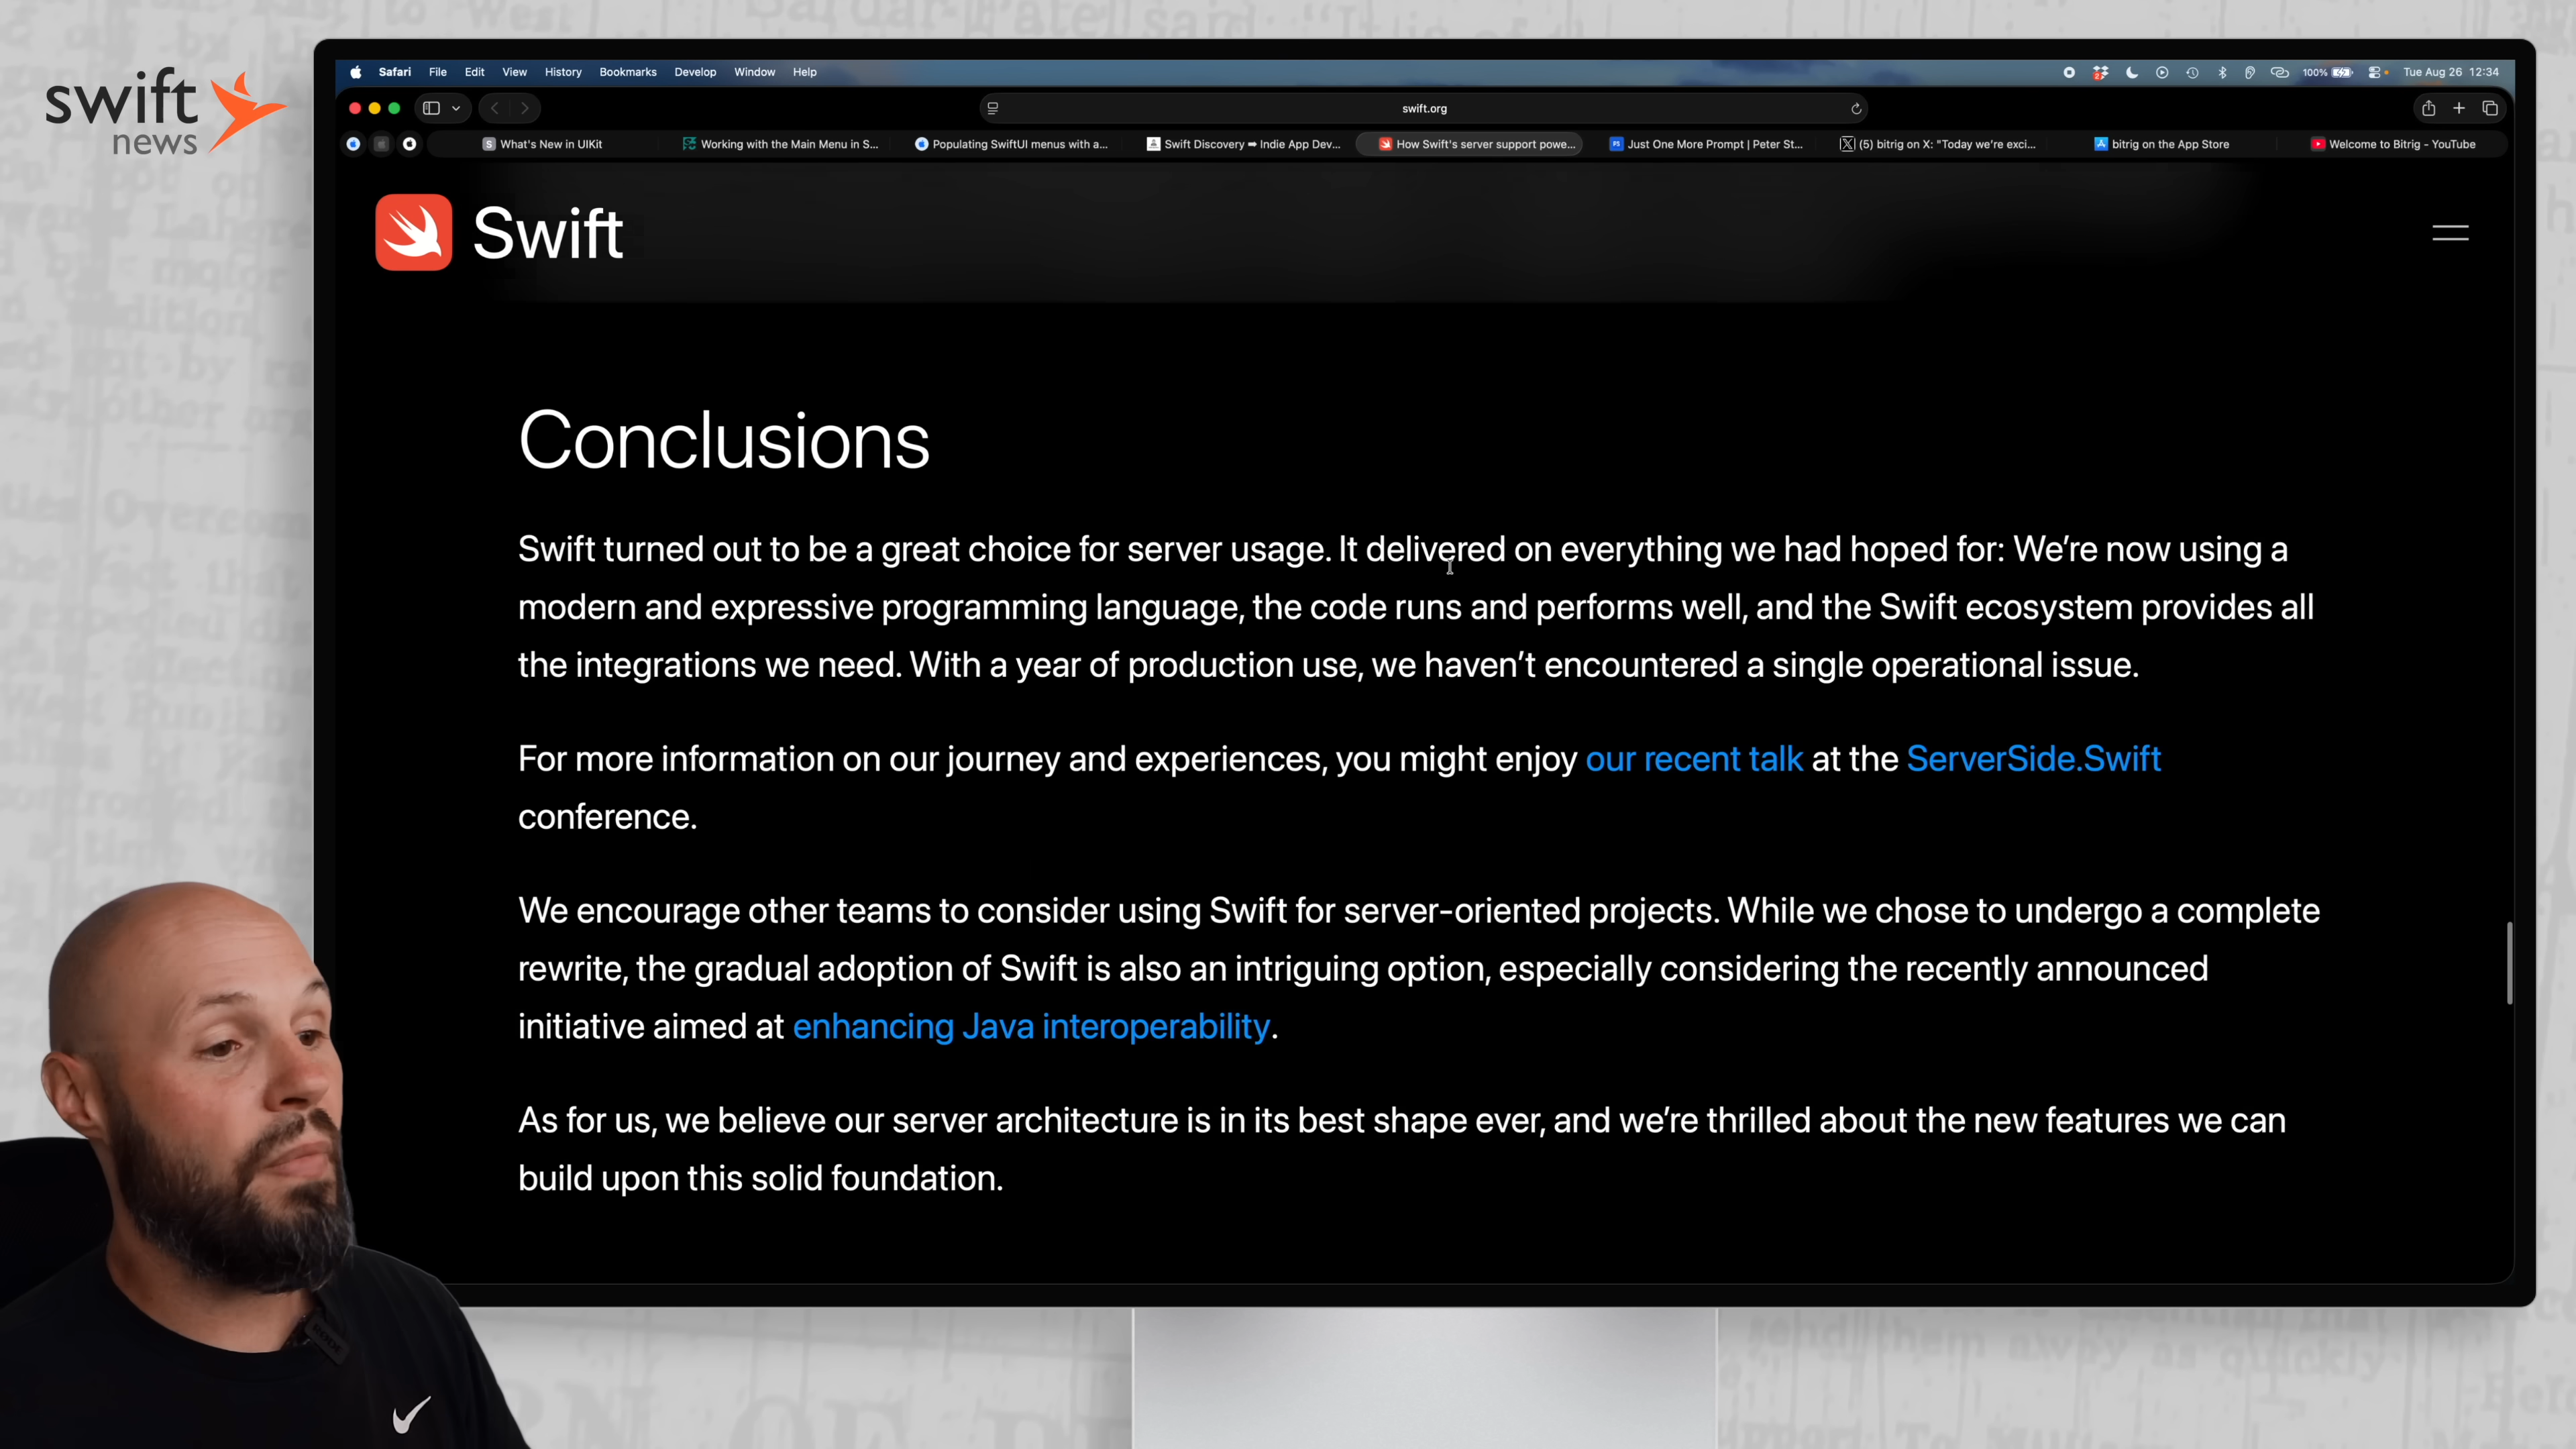 swift
news
Safari File Edit View History Bookmarks Develop Window Help
100% Tue Aug 26 12:34
swift.org
What's New in UIKit
Working with the Main Menu in S...
Populating SwiftUI menus with a...
Swift Discovery ➡ Indie App Dev...
How Swift's server support powe...
Just One More Prompt | Peter St...
(5) bitrig on X: "Today we're exci...
bitrig on the App Store
Welcome to Bitrig - YouTube
Swift
Conclusions
Swift turned out to be a great choice for server usage. It delivered on everything we had hoped for: We're now using a
modern and expressive programming language, the code runs and performs well, and the Swift ecosystem provides all
the integrations we need. With a year of production use, we haven't encountered a single operational issue.
For more information on our journey and experiences, you might enjoy our recent talk at the ServerSide.Swift
conference.
We encourage other teams to consider using Swift for server-oriented projects. While we chose to undergo a complete
rewrite, the gradual adoption of Swift is also an intriguing option, especially considering the recently announced
initiative aimed at enhancing Java interoperability.
As for us, we believe our server architecture is in its best shape ever, and we're thrilled about the new features we can
build upon this solid foundation.